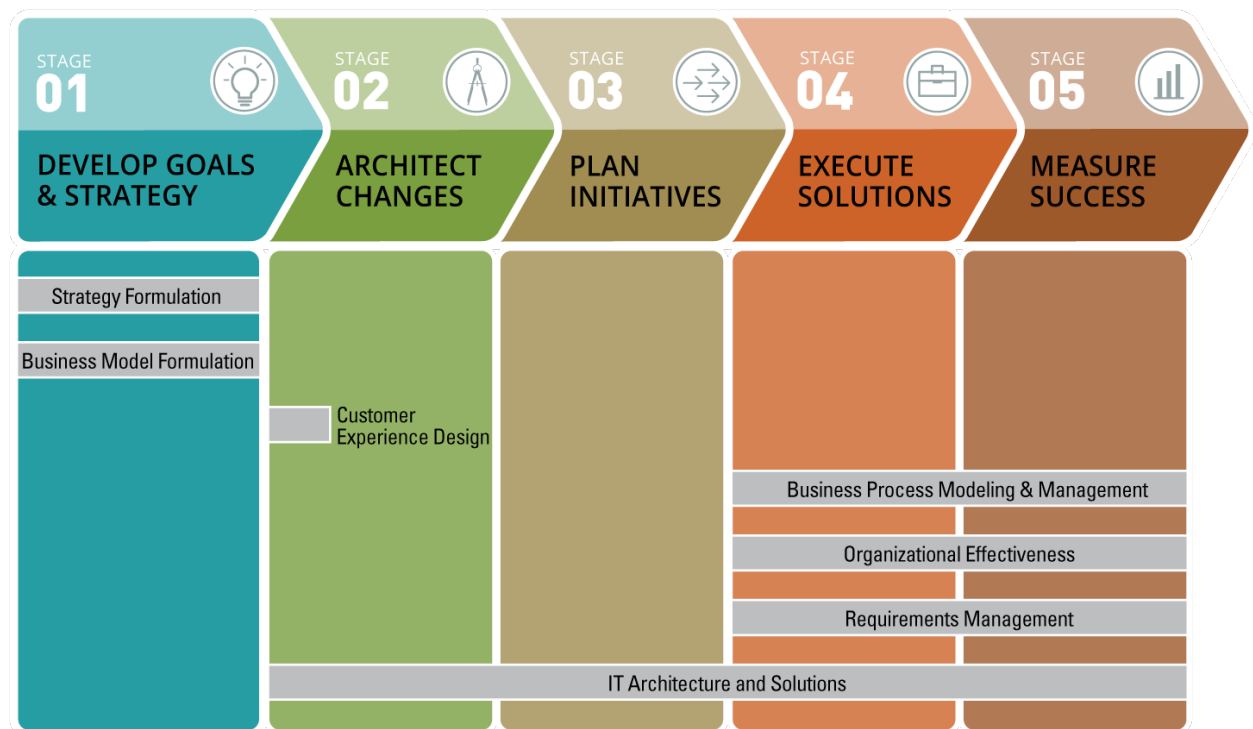 STAGE
01
DEVELOP GOALS
& STRATEGY
STAGE
02
ARCHITECT
CHANGES
STAGE
03
PLAN
INITIATIVES
STAGE
04
EXECUTE
SOLUTIONS
STAGE
05
MEASURE
SUCCESS
Strategy Formulation
Business Model Formulation
Customer
Experience Design
Business Process Modeling & Management
Organizational Effectiveness
Requirements Management
IT Architecture and Solutions